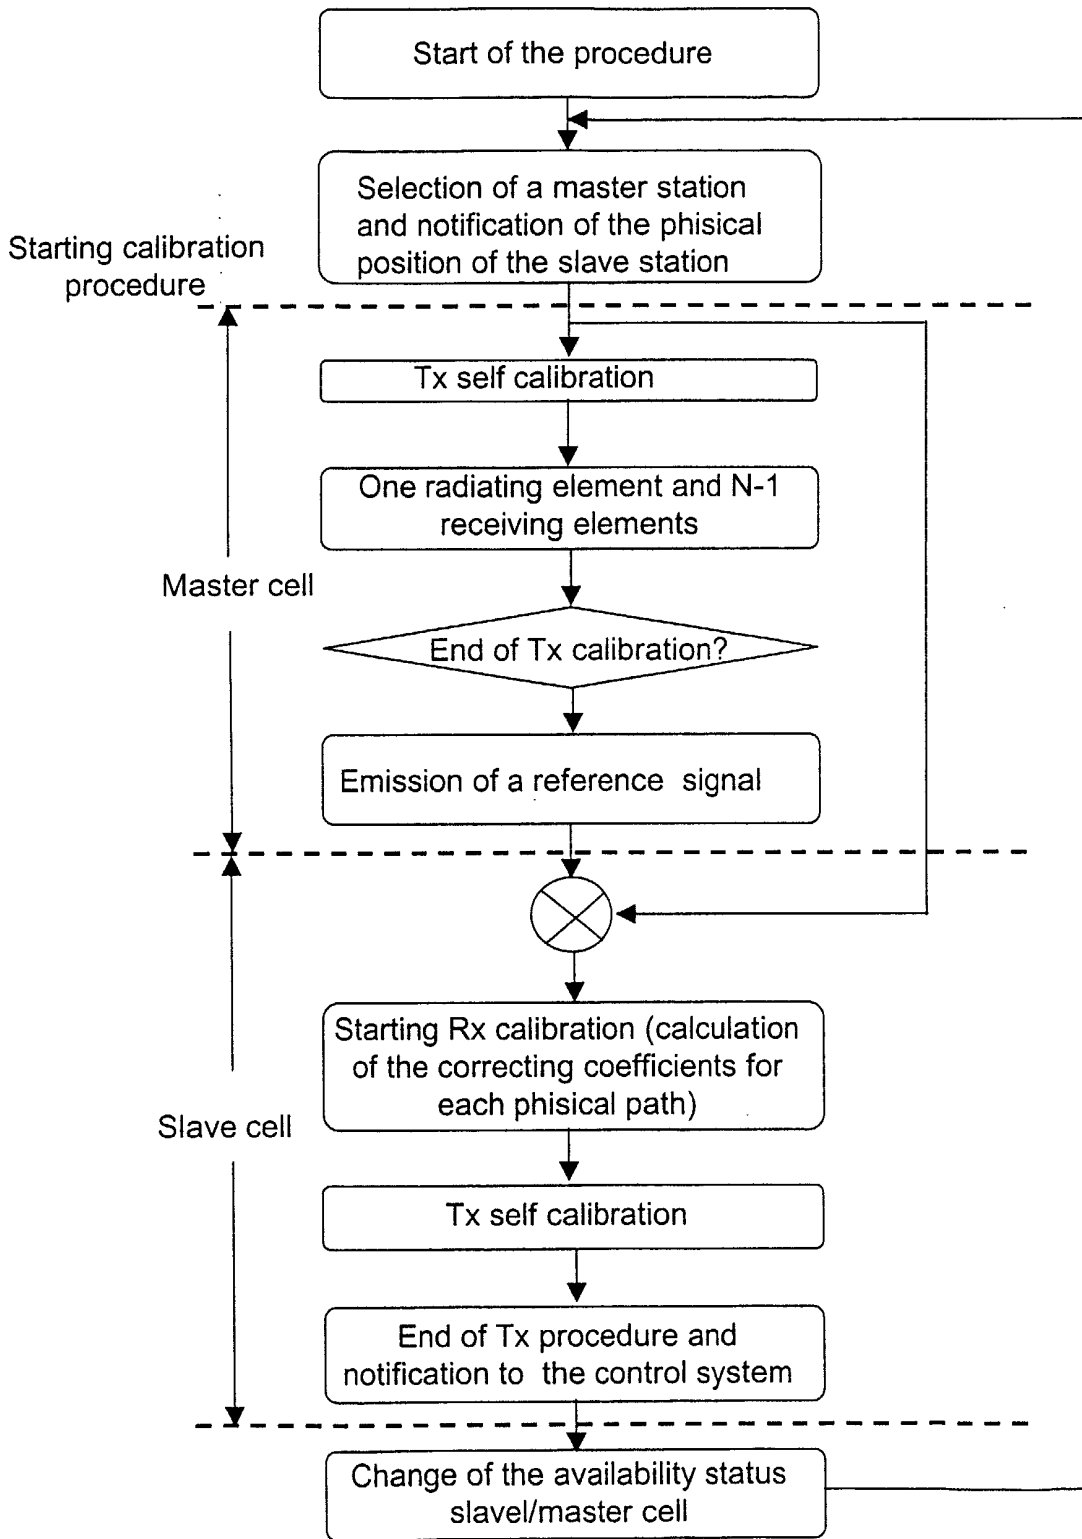 Start of the procedure
Selection of a master station
and notification of the phisical
position of the slave station
Starting calibration
procedure
Tx self calibration
One radiating element and N-1
receiving elements
Master cell
End of Tx calibration?
Emission of a reference signal
Starting Rx calibration (calculation
of the correcting coefficients for
each phisical path)
Slave cell
Tx self calibration
End of Tx procedure and
notification to the control system
Change of the availability status
slavel/master cell